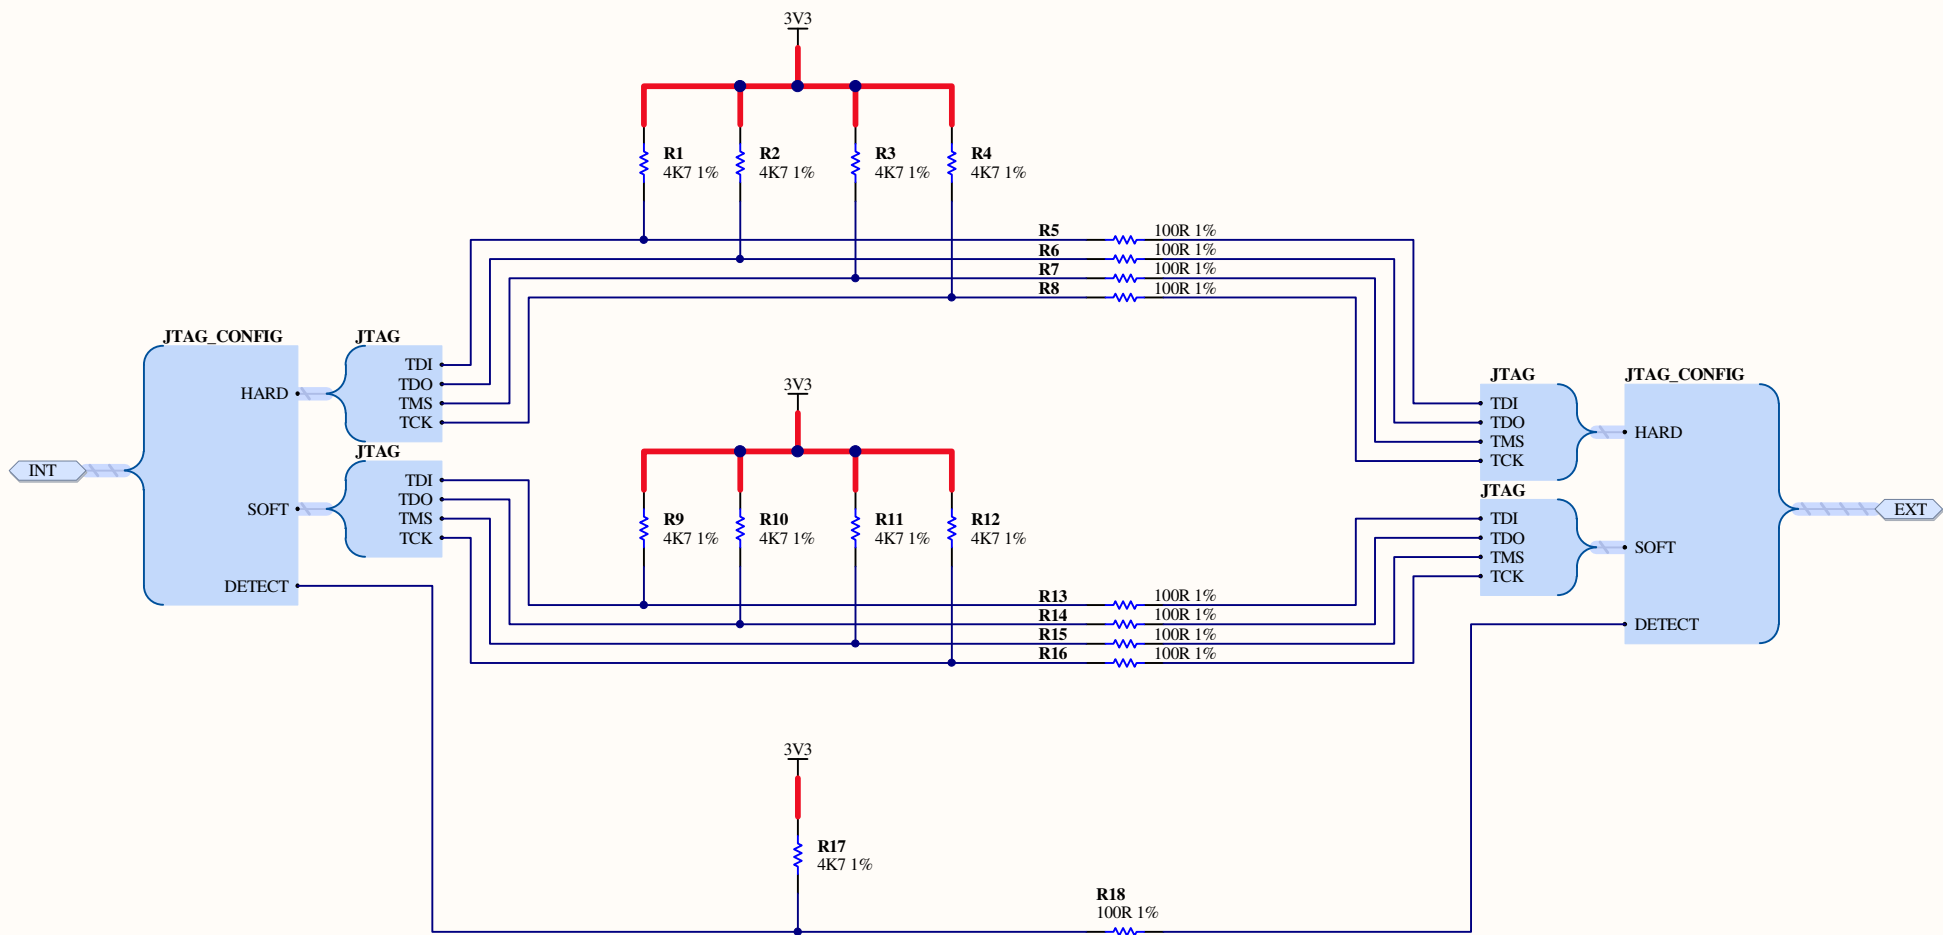 3V3
R1
4K7 1%
R2
4K7 1%
R3
4K7 1%
R4
4K7 1%
R5
100R 1%
R6
100R 1%
R7
100R 1%
R8
100R 1%
JTAG_CONFIG
HARD
SOFT
DETECT
INT
JTAG
TDI
TDO
TMS
TCK
JTAG
TDI
TDO
TMS
TCK
3V3
R9
4K7 1%
R10
4K7 1%
R11
4K7 1%
R12
4K7 1%
R13
100R 1%
R14
100R 1%
R15
100R 1%
R16
100R 1%
JTAG
TDI
TDO
TMS
TCK
JTAG
TDI
TDO
TMS
TCK
JTAG_CONFIG
HARD
SOFT
DETECT
EXT
3V3
R17
4K7 1%
R18
100R 1%